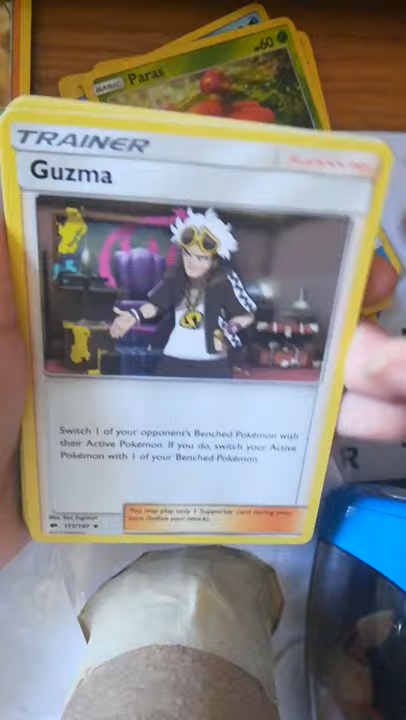 BASIC Paras 60
TRAINER
Guzma
Switch 1 of your opponent's Benched Pokémon with
their Active Pokémon. If you do, switch your Active
Pokémon with 1 of your Benched Pokémon.
You may play only 1 Supporter card during your
turn (before your attack).
115/147
R